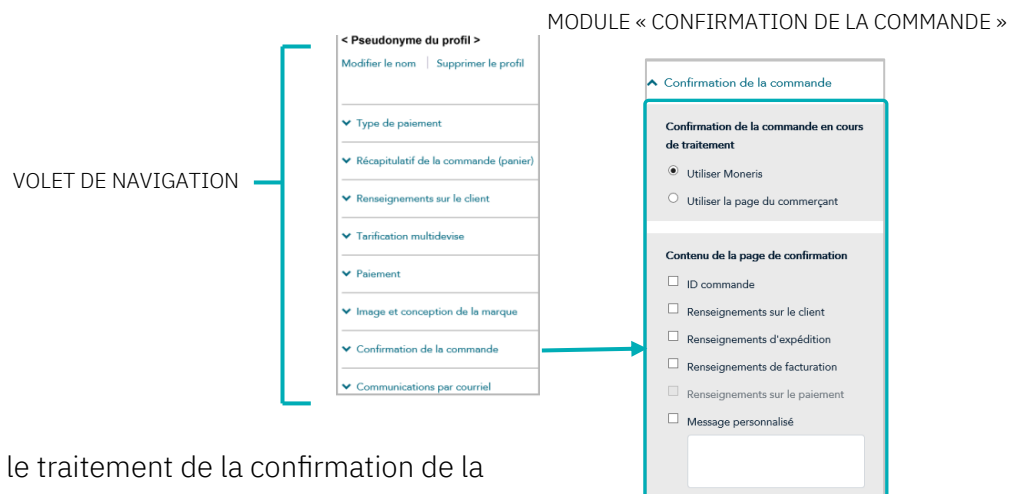 MODULE « CONFIRMATION DE LA COMMANDE »
< Pseudonyme du profil >
Modifier le nom | Supprimer le profil
Type de paiement
Récapitulatif de la commande (panier)
Renseignements sur le client
Tarification multidevise
Paiement
Image et conception de la marque
Confirmation de la commande
Communications par courriel
VOLET DE NAVIGATION
Confirmation de la commande
Confirmation de la commande en cours
de traitement
Utiliser Moneris
Utiliser la page du commerçant
Contenu de la page de confirmation
ID commande
Renseignements sur le client
Renseignements d'expédition
Renseignements de facturation
Renseignements sur le paiement
Message personnalisé
le traitement de la confirmation de la